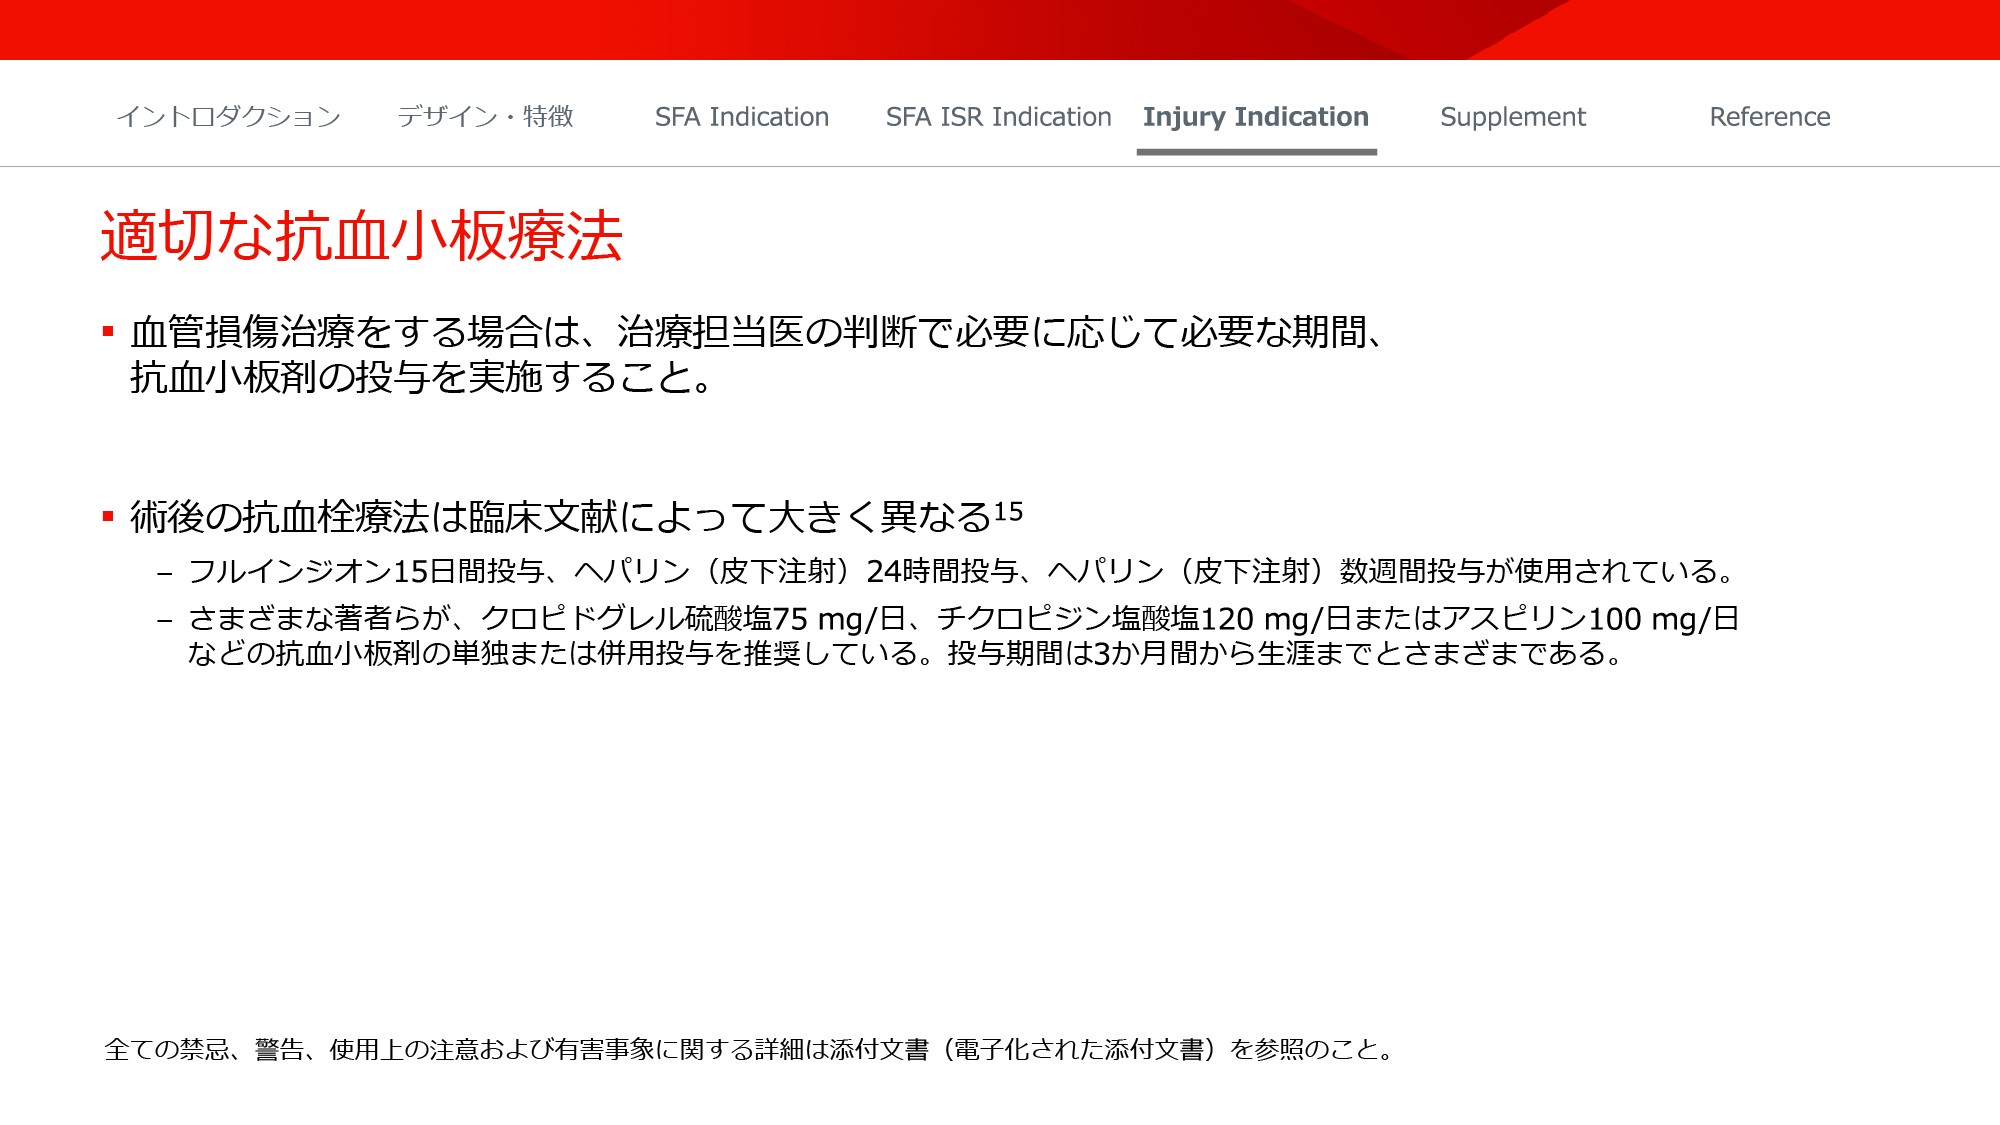 イントロダクション デザイン・特徴 SFA Indication SFA ISR Indication Injury Indication Supplement Reference
適切な抗血小板療法
▪ 血管損傷治療をする場合は、治療担当医の判断で必要に応じて必要な期間、
抗血小板剤の投与を実施すること。
▪ 術後の抗血栓療法は臨床文献によって大きく異なる15
– フルインジオン15日間投与、ヘパリン（皮下注射）24時間投与、ヘパリン（皮下注射）数週間投与が使用されている。
– さまざまな著者らが、クロピドグレル硫酸塩75 mg/日、チクロピジン塩酸塩120 mg/日またはアスピリン100 mg/日
などの抗血小板剤の単独または併用投与を推奨している。投与期間は3か月間から生涯までとさまざまである。
全ての禁忌、警告、使用上の注意および有害事象に関する詳細は添付文書（電子化された添付文書）を参照のこと。